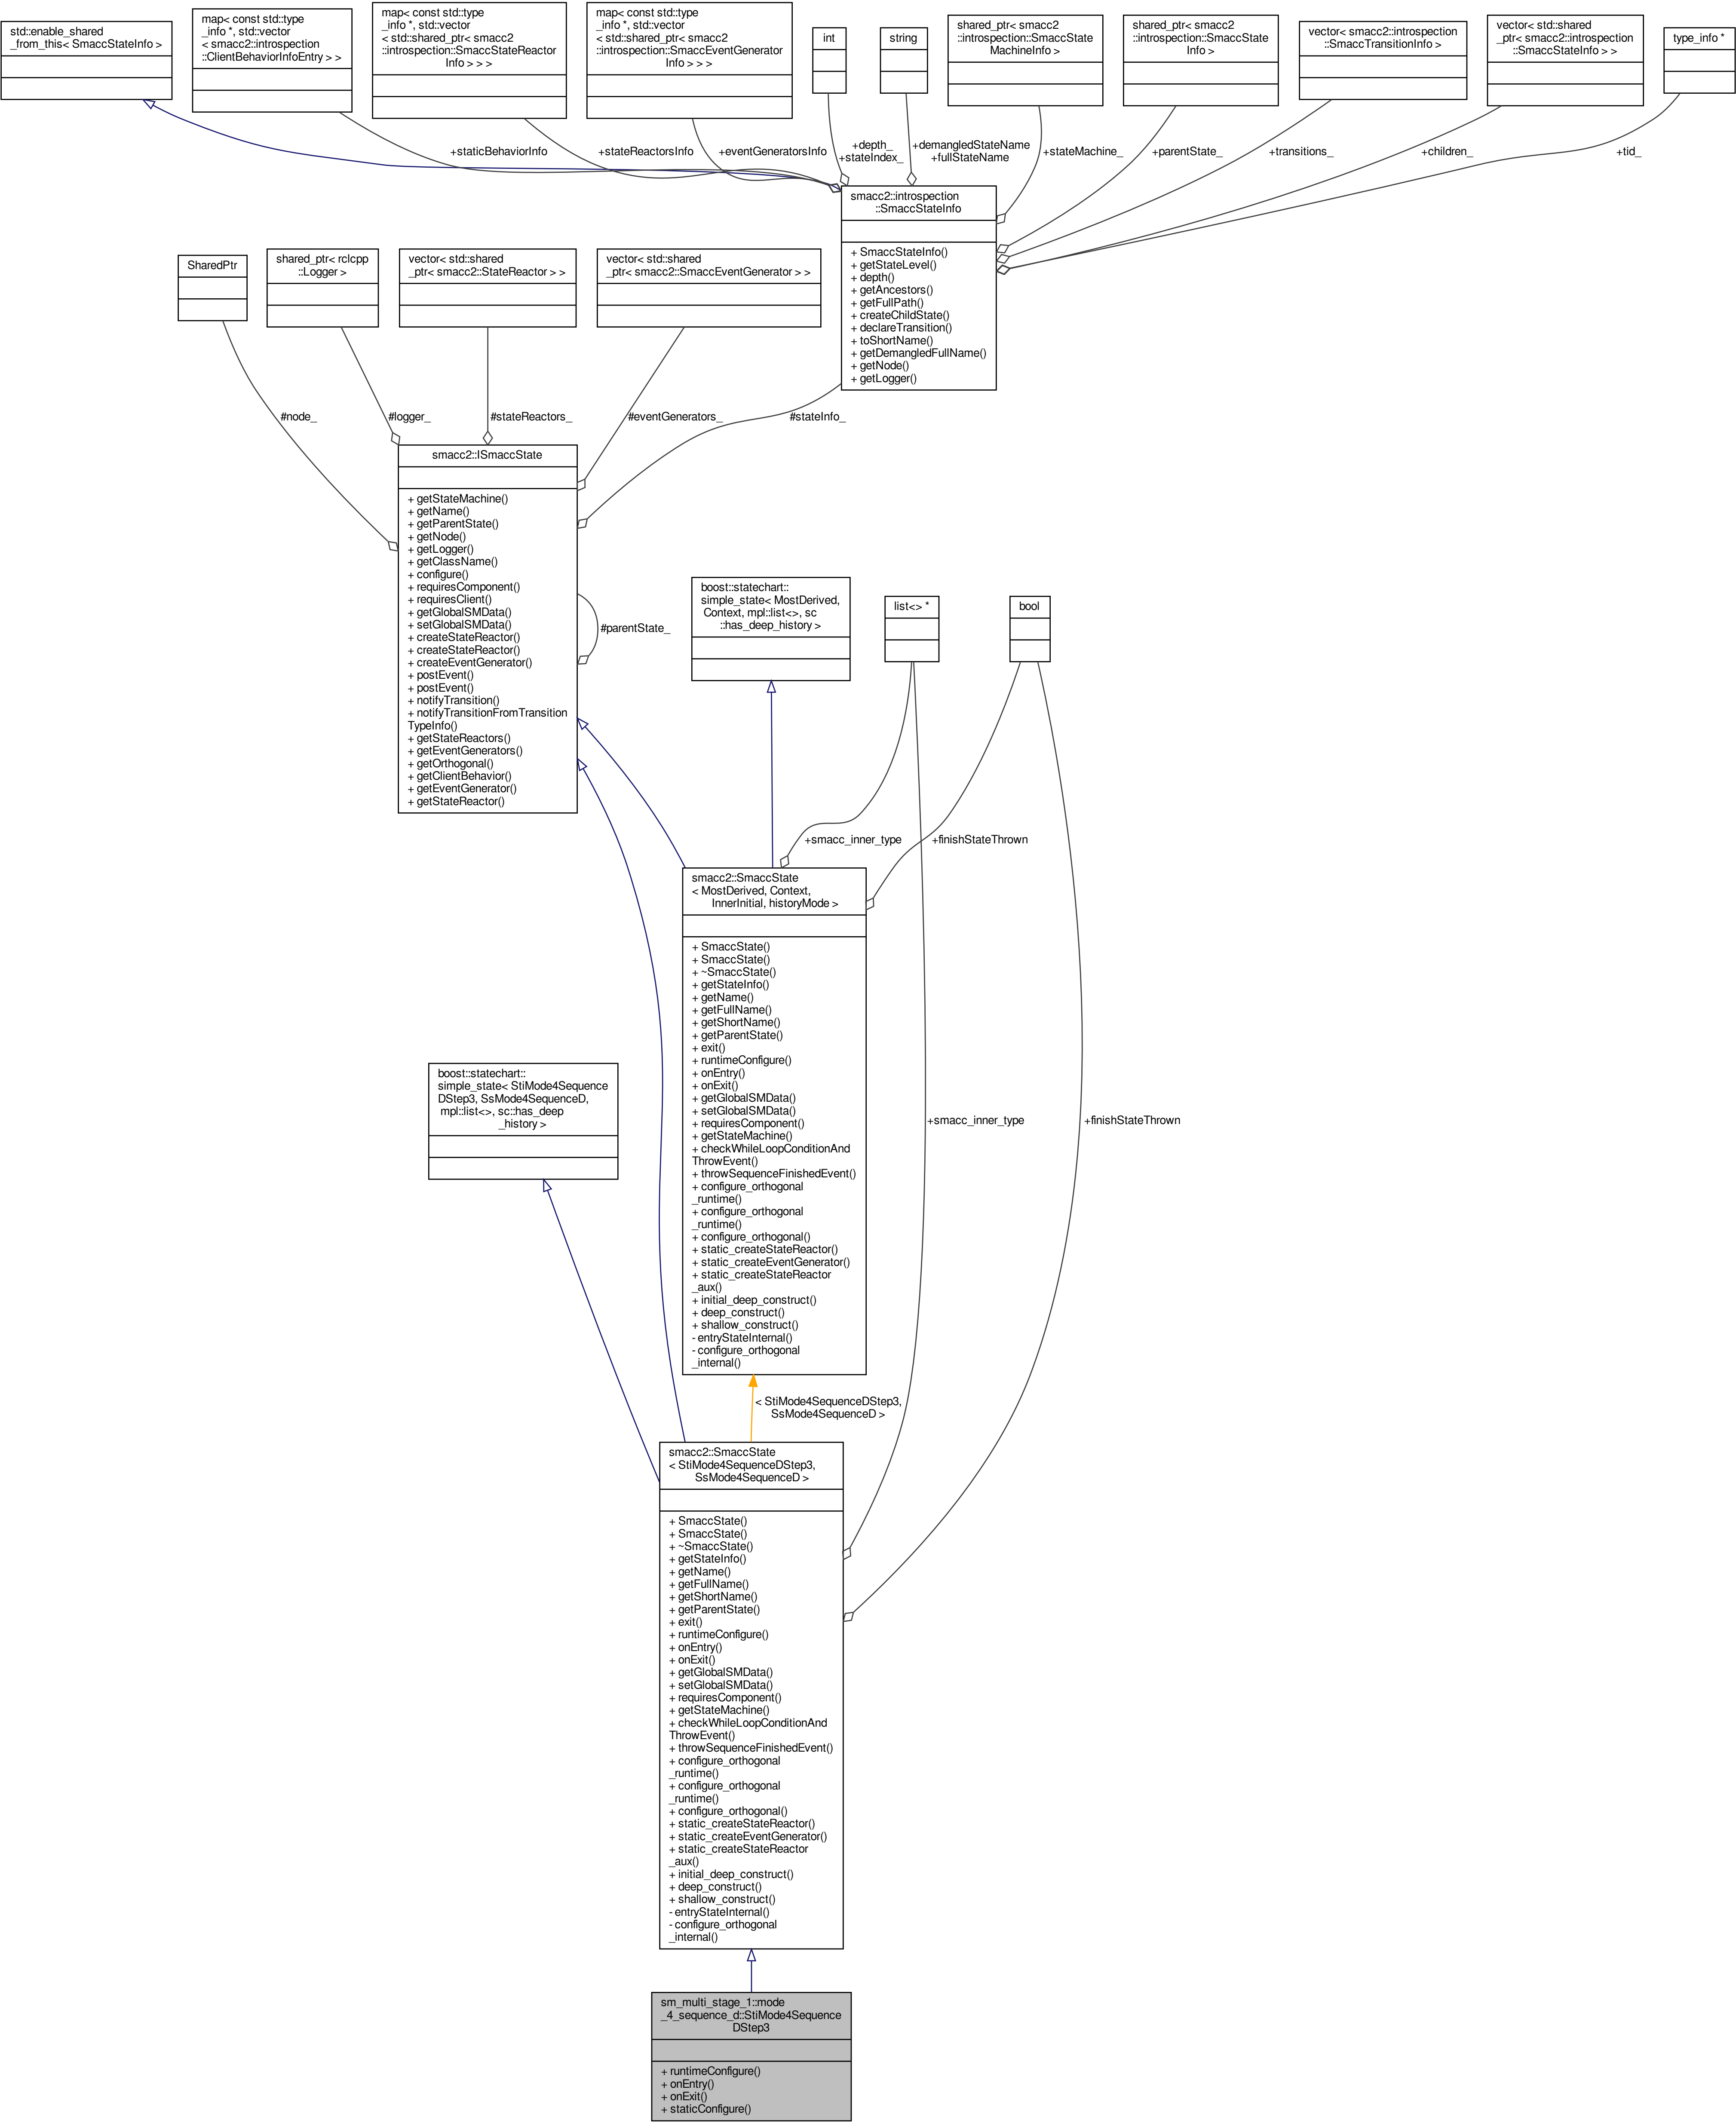 std::enable_shared
_from_this< SmaccStateInfo >
map< const std::type
_info *, std::vector
< smacc2::introspection
::ClientBehaviorInfoEntry > >
map< const std::type
_info *, std::vector
< std::shared_ptr< smacc2
::introspection::SmaccStateReactor
Info > > >
map< const std::type
_info *, std::vector
< std::shared_ptr< smacc2
::introspection::SmaccEventGenerator
Info > > >
int
string
shared_ptr< smacc2
::introspection::SmaccState
MachineInfo >
shared_ptr< smacc2
::introspection::SmaccState
Info >
vector< smacc2::introspection
::SmaccTransitionInfo >
vector< std::shared
_ptr< smacc2::introspection
::SmaccStateInfo > >
type_info *
+staticBehaviorInfo
+stateReactorsInfo
+eventGeneratorsInfo
+depth_
+stateIndex_
+demangledStateName
+fullStateName
+stateMachine_
+parentState_
+transitions_
+children_
+tid_
smacc2::introspection
::SmaccStateInfo
+ SmaccStateInfo()
+ getStateLevel()
+ depth()
+ getAncestors()
+ getFullPath()
+ createChildState()
+ declareTransition()
+ toShortName()
+ getDemangledFullName()
+ getNode()
+ getLogger()
SharedPtr
shared_ptr< rclcpp
::Logger >
vector< std::shared
_ptr< smacc2::StateReactor > >
vector< std::shared
_ptr< smacc2::SmaccEventGenerator > >
#node_
#logger_
#stateReactors_
#eventGenerators_
#stateInfo_
smacc2::ISmaccState
+ getStateMachine()
+ getName()
+ getParentState()
+ getNode()
+ getLogger()
+ getClassName()
+ configure()
+ requiresComponent()
+ requiresClient()
+ getGlobalSMData()
+ setGlobalSMData()
+ createStateReactor()
+ createStateReactor()
+ createEventGenerator()
+ postEvent()
+ postEvent()
+ notifyTransition()
+ notifyTransitionFromTransition
TypeInfo()
+ getStateReactors()
+ getEventGenerators()
+ getOrthogonal()
+ getClientBehavior()
+ getEventGenerator()
+ getStateReactor()
#parentState_
boost::statechart::
simple_state< MostDerived,
Context, mpl::list<>, sc
::has_deep_history >
list<> *
bool
+smacc_inner_type
+finishStateThrown
smacc2::SmaccState
< MostDerived, Context,
InnerInitial, historyMode >
+ SmaccState()
+ SmaccState()
+ ~SmaccState()
+ getStateInfo()
+ getName()
+ getFullName()
+ getShortName()
+ getParentState()
+ exit()
+ runtimeConfigure()
+ onEntry()
+ onExit()
+ getGlobalSMData()
+ setGlobalSMData()
+ requiresComponent()
+ getStateMachine()
+ checkWhileLoopConditionAnd
ThrowEvent()
+ throwSequenceFinishedEvent()
+ configure_orthogonal
_runtime()
+ configure_orthogonal
_runtime()
+ configure_orthogonal()
+ static_createStateReactor()
+ static_createEventGenerator()
+ static_createStateReactor
_aux()
+ initial_deep_construct()
+ deep_construct()
+ shallow_construct()
- entryStateInternal()
- configure_orthogonal
_internal()
boost::statechart::
simple_state< StiMode4Sequence
DStep3, SsMode4SequenceD,
mpl::list<>, sc::has_deep
_history >
+smacc_inner_type
+finishStateThrown
< StiMode4SequenceDStep3,
SsMode4SequenceD >
smacc2::SmaccState
< StiMode4SequenceDStep3,
SsMode4SequenceD >
+ SmaccState()
+ SmaccState()
+ ~SmaccState()
+ getStateInfo()
+ getName()
+ getFullName()
+ getShortName()
+ getParentState()
+ exit()
+ runtimeConfigure()
+ onEntry()
+ onExit()
+ getGlobalSMData()
+ setGlobalSMData()
+ requiresComponent()
+ getStateMachine()
+ checkWhileLoopConditionAnd
ThrowEvent()
+ throwSequenceFinishedEvent()
+ configure_orthogonal
_runtime()
+ configure_orthogonal
_runtime()
+ configure_orthogonal()
+ static_createStateReactor()
+ static_createEventGenerator()
+ static_createStateReactor
_aux()
+ initial_deep_construct()
+ deep_construct()
+ shallow_construct()
- entryStateInternal()
- configure_orthogonal
_internal()
sm_multi_stage_1::mode
_4_sequence_d::StiMode4Sequence
DStep3
+ runtimeConfigure()
+ onEntry()
+ onExit()
+ staticConfigure()